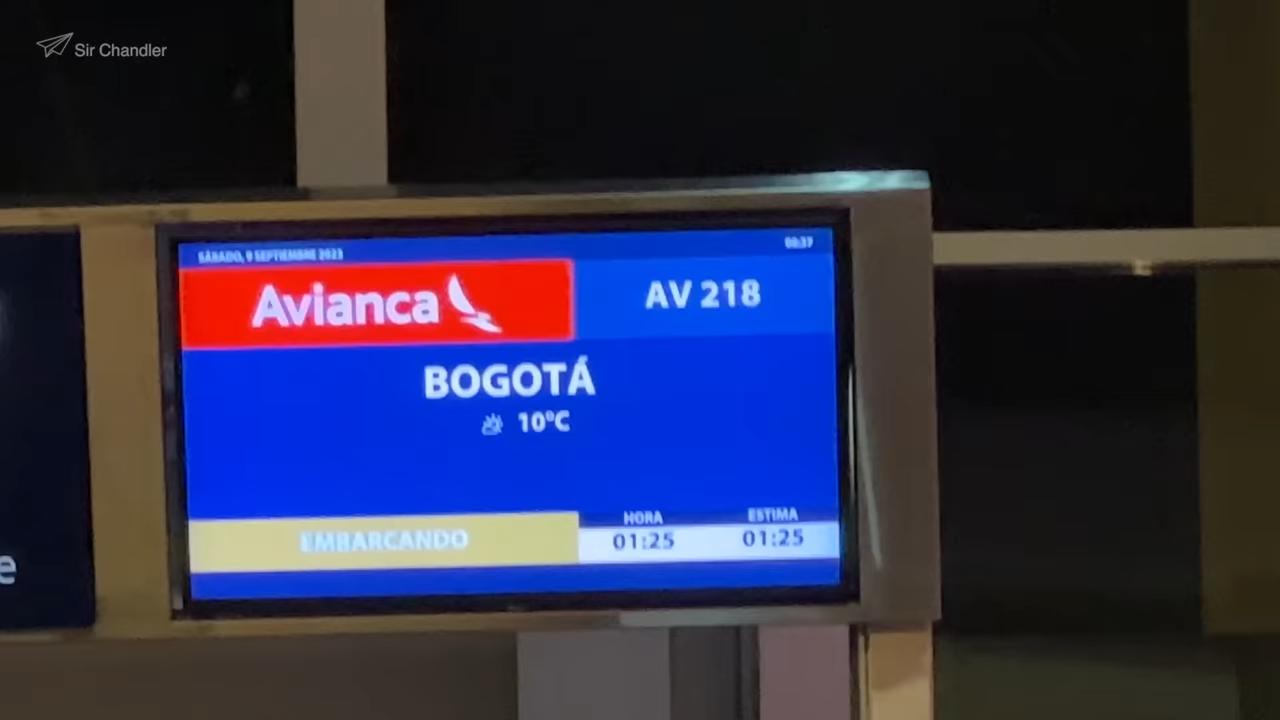 Sir Chandler
SÁBADO, 9 SEPTIEMBRE 2023
00:37
Avianca
AV 218
BOGOTÁ
10ºC
HORA
ESTIMA
EMBARCANDO
01:25
01:25
e